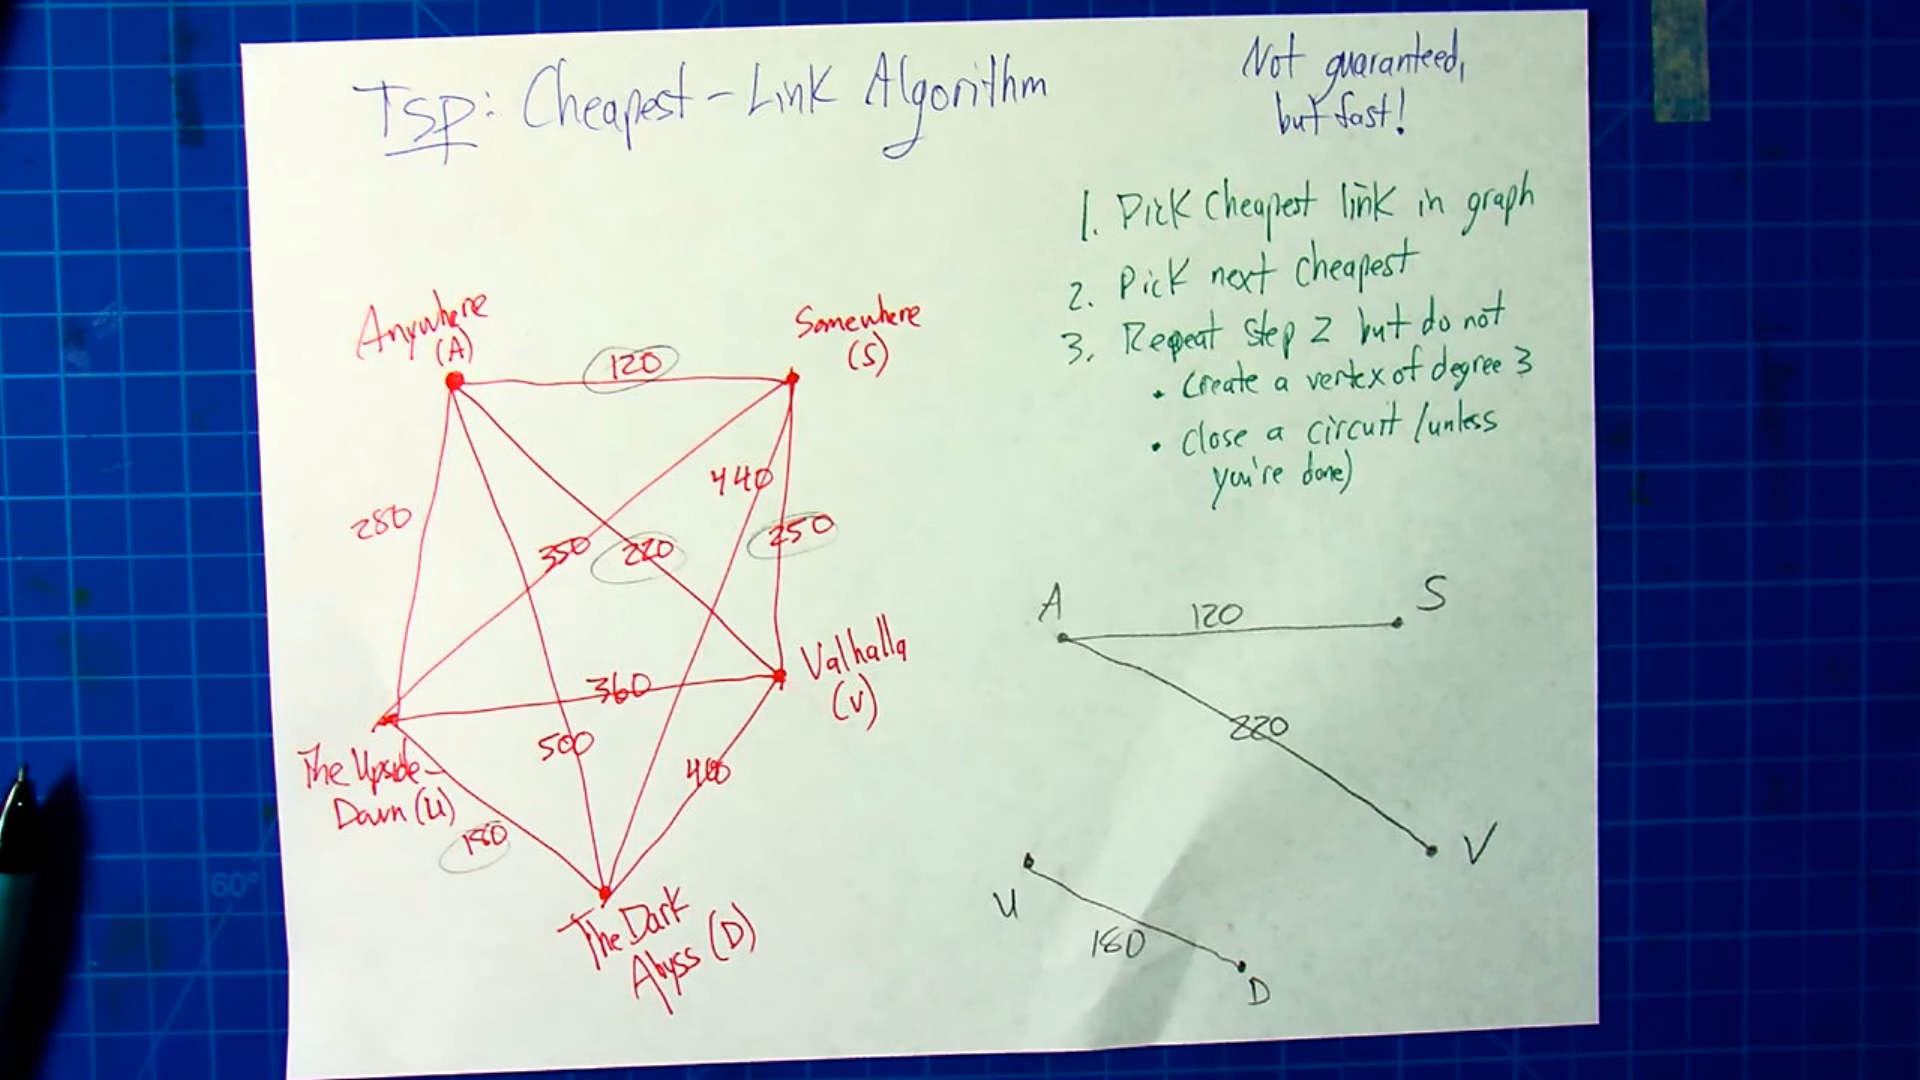 TSP: Cheapest-Link Algorithm
Not guaranteed,
but fast!
1. Pick Cheapest link in graph
2. Pick next cheapest
3. Repeat step 2 but do not
• Create a vertex of degree 3
• Close a circuit (unless
you're done)
Anywhere
(A)
Somewhere
(S)
120
440
280
350
220
250
Valhalla
(V)
360
500
The Upside-
Down (U)
180
The Dark
Abyss (D)
A
120
S
220
V
U
180
D
60°